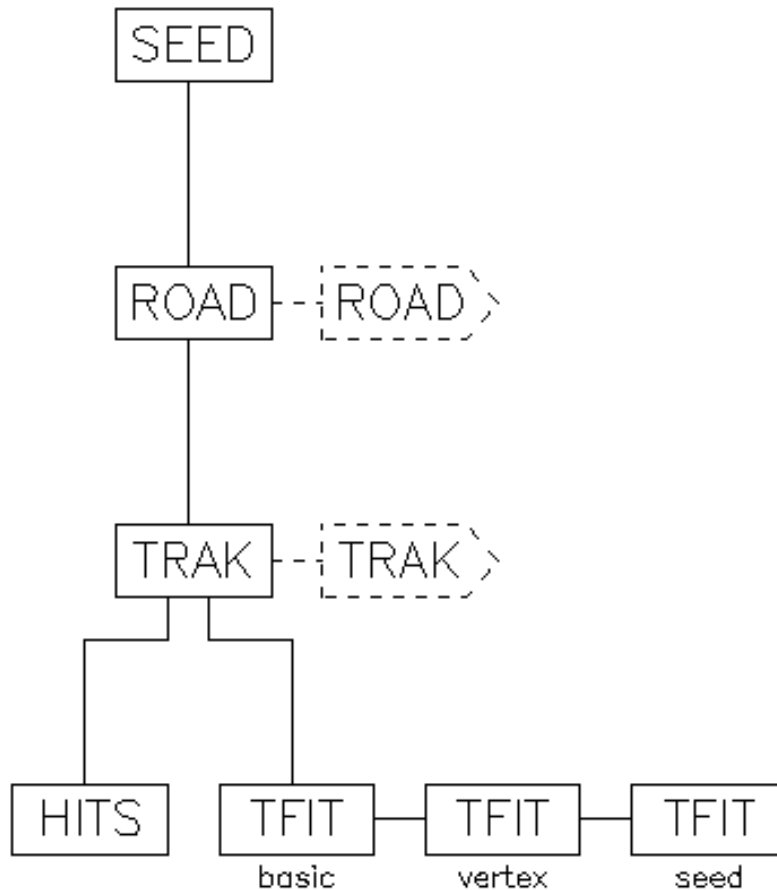 SEED
ROAD ROAD
TRAK TRAK
HITS TFIT TFIT TFIT
basic vertex seed